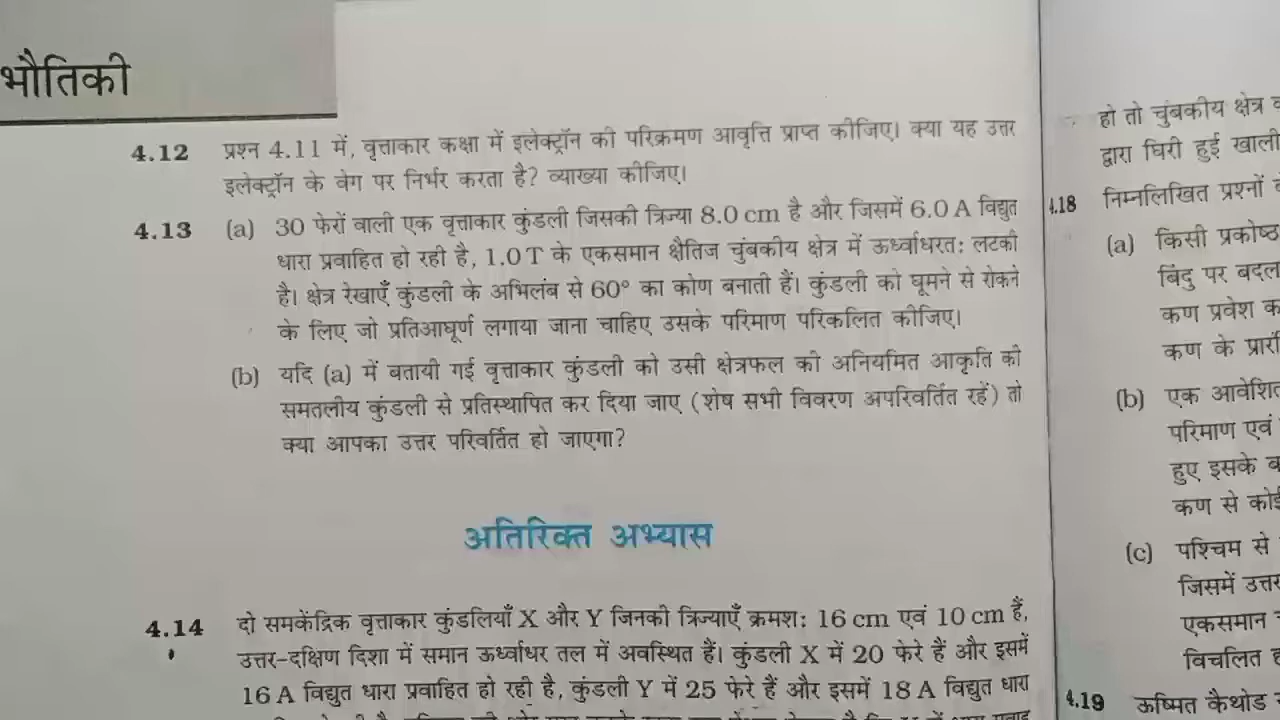 भौतिकी
4.12 प्रश्न 4.11 में, वृत्ताकार कक्षा में इलेक्ट्रॉन की परिक्रमण आवृत्ति प्राप्त कीजिए। क्या यह उत्तर
इलेक्ट्रॉन के वेग पर निर्भर करता है? व्याख्या कीजिए।
4.13 (a) 30 फेरों वाली एक वृत्ताकार कुंडली जिसकी त्रिज्या 8.0 cm है और जिसमें 6.0 A विद्युत
धारा प्रवाहित हो रही है, 1.0 T के एकसमान क्षैतिज चुंबकीय क्षेत्र में ऊर्ध्वाधरतः लटकी
है। क्षेत्र रेखाएँ कुंडली के अभिलंब से 60° का कोण बनाती हैं। कुंडली को घूमने से रोकने
के लिए जो प्रतिआघूर्ण लगाया जाना चाहिए उसके परिमाण परिकलित कीजिए।
(b) यदि (a) में बतायी गई वृत्ताकार कुंडली को उसी क्षेत्रफल की अनियमित आकृति की
समतलीय कुंडली से प्रतिस्थापित कर दिया जाए (शेष सभी विवरण अपरिवर्तित रहें) तो
क्या आपका उत्तर परिवर्तित हो जाएगा?
अतिरिक्त अभ्यास
4.14 दो समकेंद्रिक वृत्ताकार कुंडलियाँ X और Y जिनकी त्रिज्याएँ क्रमशः 16 cm एवं 10 cm हैं,
उत्तर-दक्षिण दिशा में समान ऊर्ध्वाधर तल में अवस्थित हैं। कुंडली X में 20 फेरे हैं और इसमें
16 A विद्युत धारा प्रवाहित हो रही है, कुंडली Y में 25 फेरे हैं और इसमें 18 A विद्युत धारा
हो तो चुंबकीय क्षेत्र
द्वारा घिरी हुई खाली
4.18 निम्नलिखित प्रश्नों
(a) किसी प्रकोष्ठ
बिंदु पर बदल
कण प्रवेश
कण के
(b) एक
परिमाण एवं
हुए इसके
कण से
(c) पश्चिम से
जिसमें उत्तर
एकसमान
विचलित
4.19 ऊष्मित कैथोड